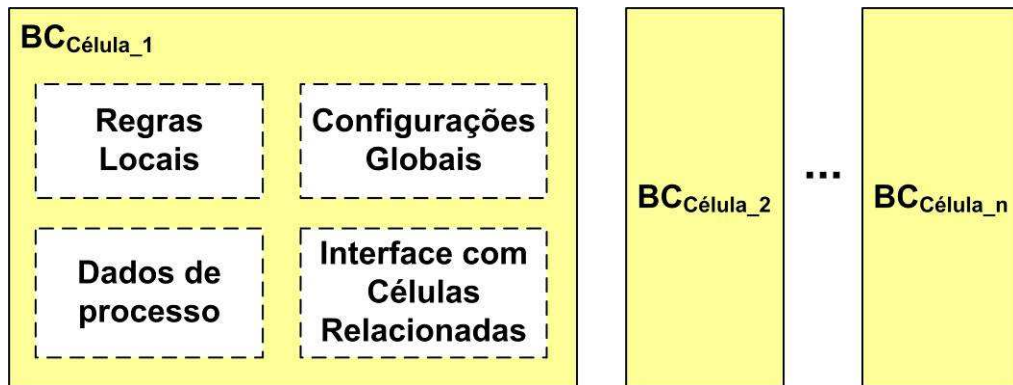 BCCélula_1
Regras
Locais
Configurações
Globais
Dados de
processo
Interface com
Células
Relacionadas
BCCélula_2
...
BCCélula_n